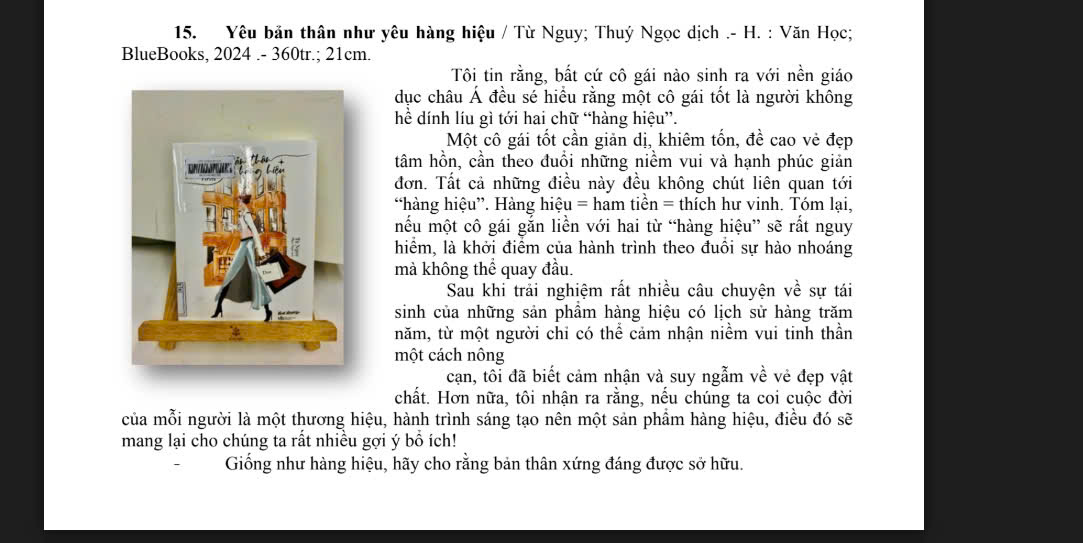 15. Yêu bản thân như yêu hàng hiệu / Từ Nguy; Thuý Ngọc dịch .- H. : Văn Học;
BlueBooks, 2024 .- 360tr.; 21cm.
Tôi tin rằng, bất cứ cô gái nào sinh ra với nền giáo
dục châu Á đều sé hiểu rằng một cô gái tốt là người không
hề dính líu gì tới hai chữ “hàng hiệu”.
Một cô gái tốt cần giản dị, khiêm tốn, đề cao vẻ đẹp
tâm hồn, cần theo đuổi những niềm vui và hạnh phúc giản
đơn. Tất cả những điều này đều không chút liên quan tới
“hàng hiệu”. Hàng hiệu = ham tiền = thích hư vinh. Tóm lại,
nếu một cô gái gắn liền với hai từ “hàng hiệu” sẽ rất nguy
hiểm, là khởi điểm của hành trình theo đuổi sự hào nhoáng
mà không thể quay đầu.
Sau khi trải nghiệm rất nhiều câu chuyện về sự tái
sinh của những sản phẩm hàng hiệu có lịch sử hàng trăm
năm, từ một người chỉ có thể cảm nhận niềm vui tinh thần
một cách nông
cạn, tôi đã biết cảm nhận và suy ngẫm về vẻ đẹp vật
chất. Hơn nữa, tôi nhận ra rằng, nếu chúng ta coi cuộc đời
của mỗi người là một thương hiệu, hành trình sáng tạo nên một sản phẩm hàng hiệu, điều đó sẽ
mang lại cho chúng ta rất nhiều gợi ý bổ ích!
- Giống như hàng hiệu, hãy cho rằng bản thân xứng đáng được sở hữu.